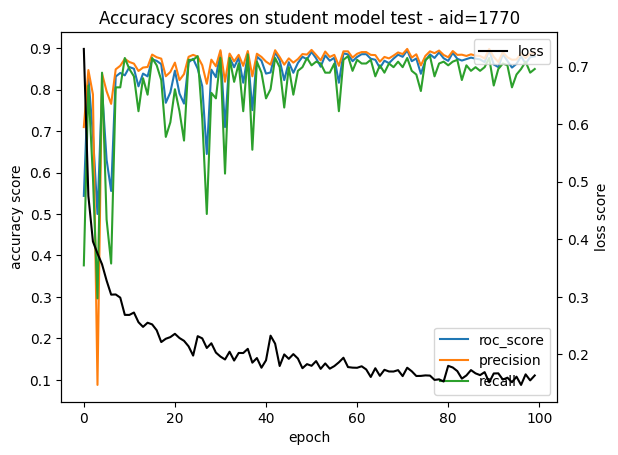 Accuracy scores on student model test - aid=1770
accuracy score
0.9
0.8
0.7
0.6
0.5
0.4
0.3
0.2
0.1
loss
0.7
0.6
0.5
0.4
0.3
0.2
loss score
roc_score
precision
recall
0
20
40
60
80
100
epoch